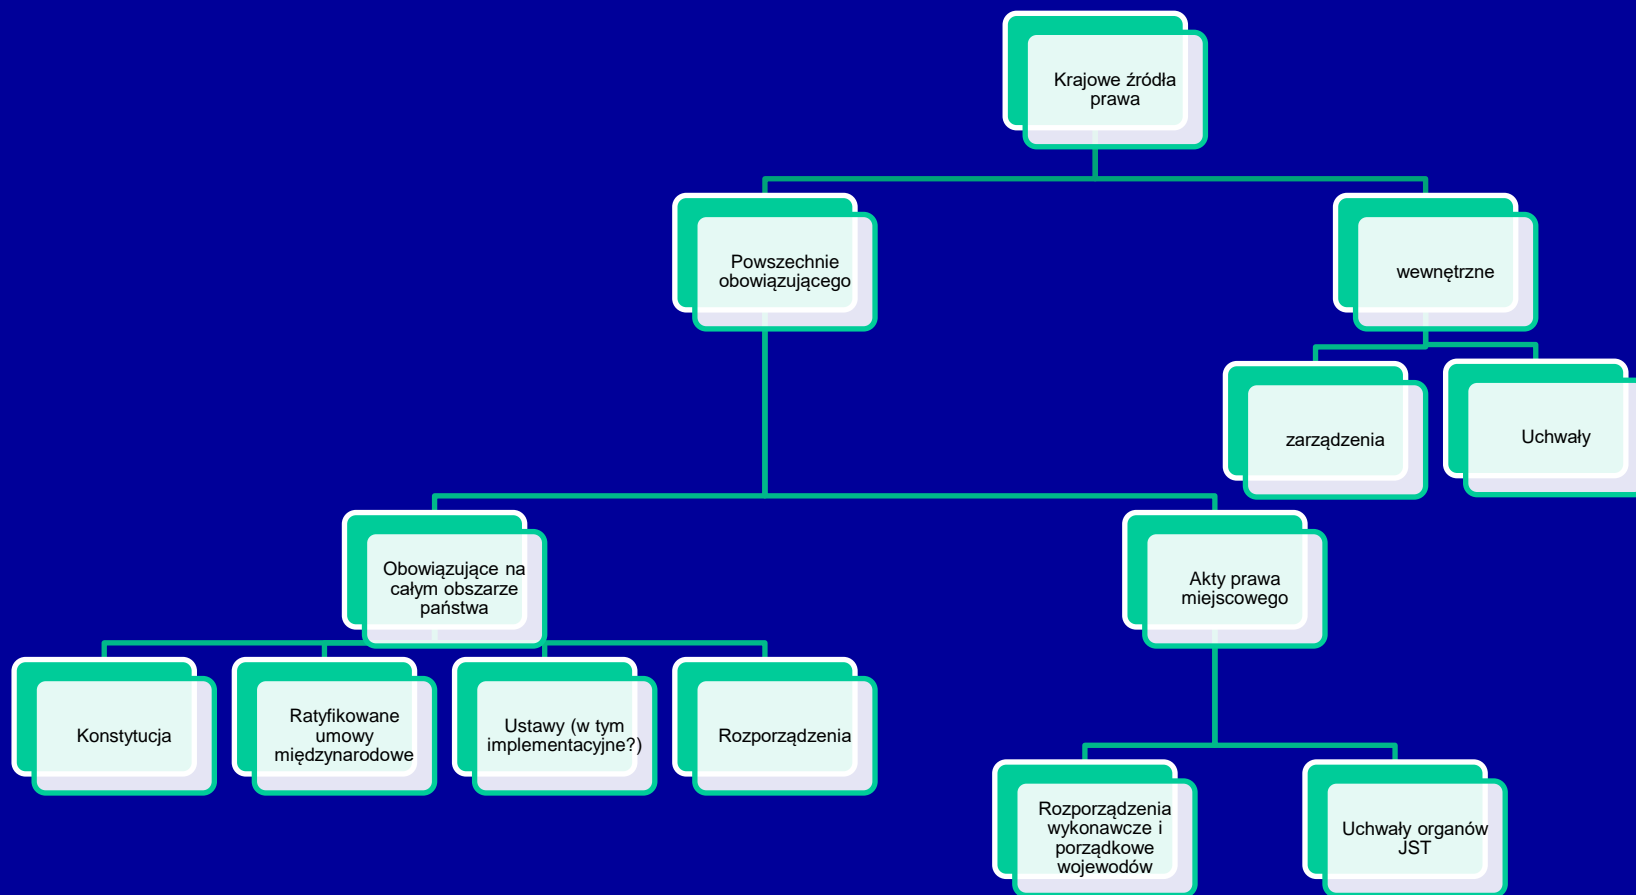 Krajowe źródła
prawa
Powszechnie
obowiązującego
wewnętrzne
zarządzenia
Uchwały
Obowiązujące na
całym obszarze
państwa
Akty prawa
miejscowego
Konstytucja
Ratyfikowane
umowy
międzynarodowe
Ustawy (w tym
implementacyjne?)
Rozporządzenia
Rozporządzenia
wykonawcze i
porządkowe
wojewodów
Uchwały organów
JST